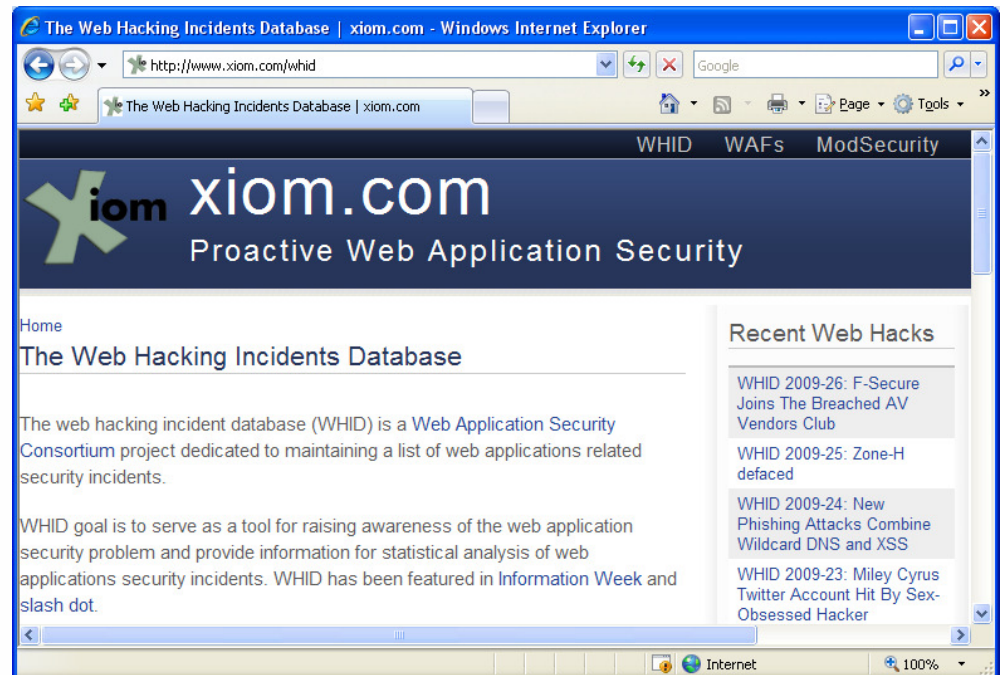 The Web Hacking Incidents Database | xiom.com - Windows Internet Explorer
http://www.xiom.com/whid
Google
The Web Hacking Incidents Database | xiom.com
Page
Tools
»
WHID WAFs ModSecurity
iom
xiom.com
Proactive Web Application Security
Home
The Web Hacking Incidents Database
The web hacking incident database (WHID) is a Web Application Security
Consortium project dedicated to maintaining a list of web applications related
security incidents.
WHID goal is to serve as a tool for raising awareness of the web application
security problem and provide information for statistical analysis of web
applications security incidents. WHID has been featured in Information Week and
slash dot.
Recent Web Hacks
WHID 2009-26: F-Secure
Joins The Breached AV
Vendors Club
WHID 2009-25: Zone-H
defaced
WHID 2009-24: New
Phishing Attacks Combine
Wildcard DNS and XSS
WHID 2009-23: Miley Cyrus
Twitter Account Hit By Sex-
Obsessed Hacker
Internet
100%